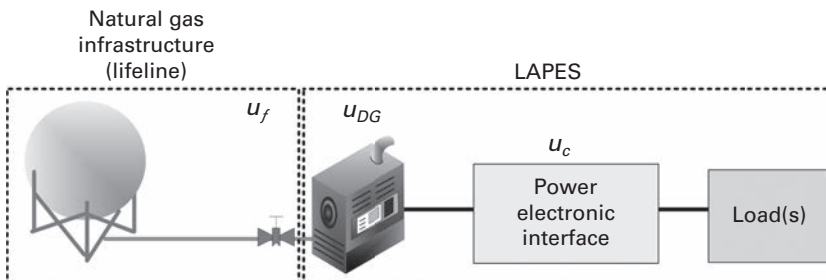 Natural gas
infrastructure
(lifeline)
LAPES
u_f
u_DG
u_c
Power
electronic
interface
Load(s)